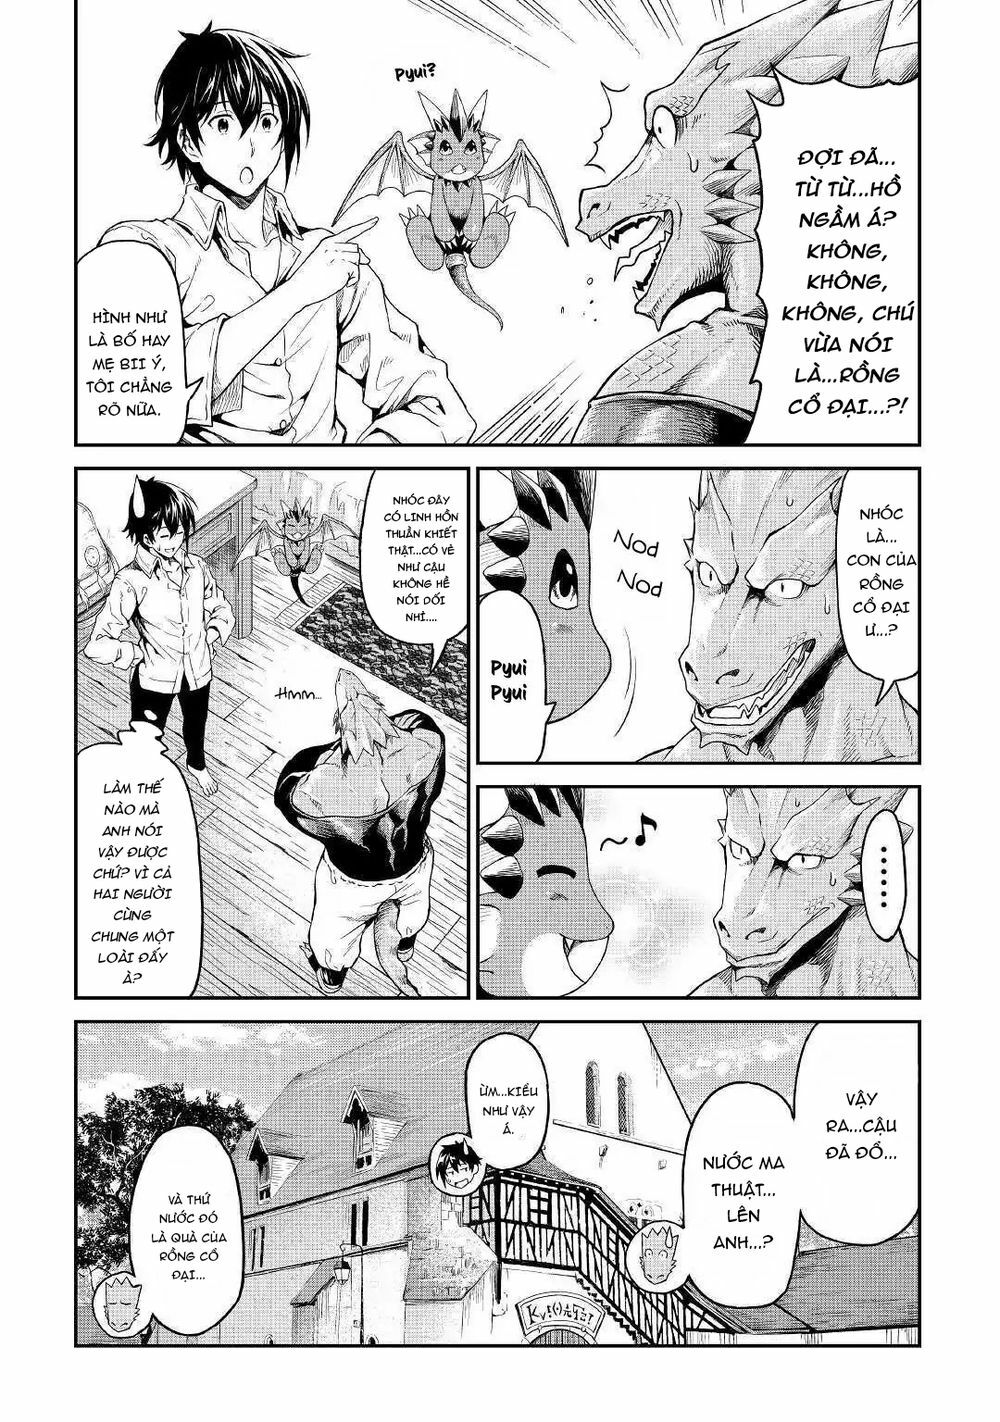 ĐỢI ĐÃ...
TỪ TỪ...HỒ
NGẦM Á?
KHÔNG,
KHÔNG,
KHÔNG, CHÚ
VỪA NÓI
LÀ...RỒNG
CỔ ĐẠI...?!
Pyui?
HÌNH NHƯ
LÀ BỐ HAY
MẸ BII Ý,
TÔI CHẲNG
RÕ NỮA.
NHÓC
LÀ...
CON CỦA
RỒNG
CỔ ĐẠI
Ư...?
Nod
Nod
Pyui
Pyui
......
~♪
NHÓC ĐÂY
CÓ LINH HỒN
THUẦN KHIẾT
THẬT...CÓ VẺ
NHƯ CẬU
KHÔNG HỀ
NÓI DỐI
NHỈ....
Hmm...
LÀM THẾ
NÀO MÀ
ANH NÓI
VẬY ĐƯỢC
CHỨ? VÌ CẢ
HAI NGƯỜI
CÙNG
CHUNG MỘT
LOÀI ĐẤY
À?
VẬY
RA...CẬU
ĐÃ ĐỔ...
NƯỚC MA
THUẬT...
LÊN
ANH...?
ỪM...KIỂU
NHƯ VẬY
Á.
VÀ THỨ
NƯỚC ĐÓ
LÀ QUÀ CỦA
RỒNG CỔ
ĐẠI...